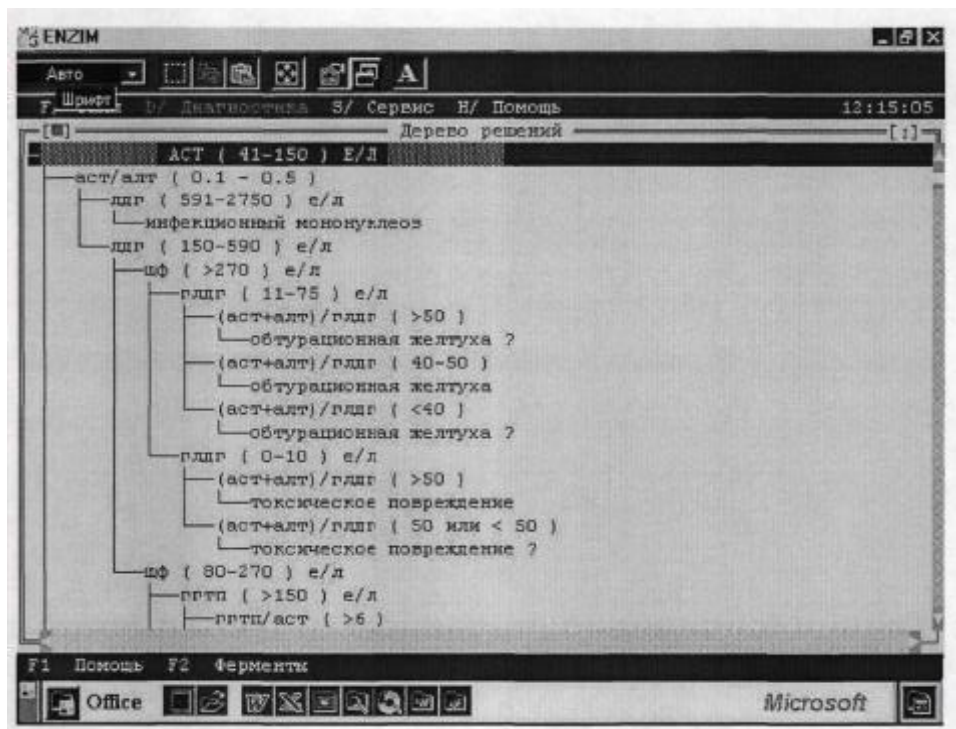 ENZIM
Авто
Шрифт
D/ Диагностика S/ Сервис H/ Помощь 12:15:05
Дерево решений
АСТ ( 41-150 ) Е/Л
аст/алт ( 0.1 - 0.5 )
лдг ( 591-2750 ) е/л
инфекционный мононуклеоз
лдг ( 150-590 ) е/л
щф ( >270 ) е/л
глдг ( 11-75 ) е/л
(аст+алт)/глдг ( >50 )
обтурационная желтуха ?
(аст+алт)/глдг ( 40-50 )
обтурационная желтуха
(аст+алт)/глдг ( <40 )
обтурационная желтуха ?
глдг ( 0-10 ) е/л
(аст+алт)/глдг ( >50 )
токсическое повреждение
(аст+алт)/глдг ( 50 или < 50 )
токсическое повреждение ?
щф ( 80-270 ) е/л
ггтп ( >150 ) е/л
ггтп/аст ( >6 )
F1 Помощь F2 Ферменты
Office Microsoft